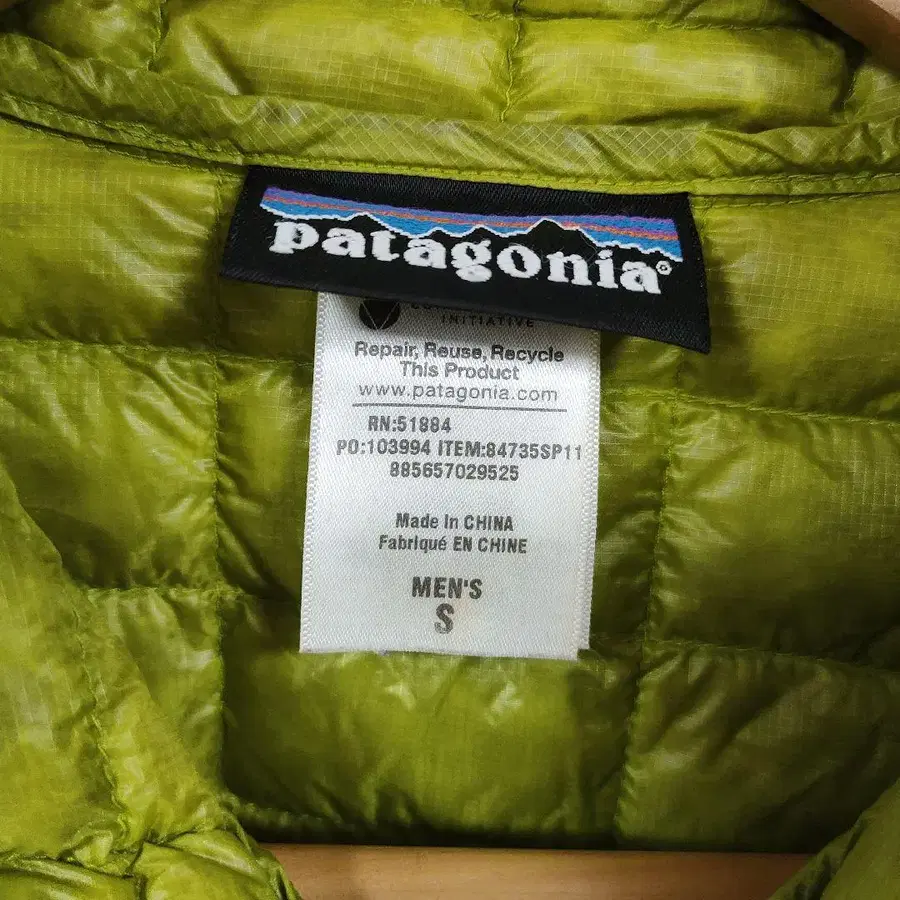 patagonia®
INITIATIVE
Repair, Reuse, Recycle
This Product
www.patagonia.com
RN:51884
PO:103994 ITEM:84735SP11
885657029525
Made In CHINA
Fabriqué EN CHINE
MEN'S
S